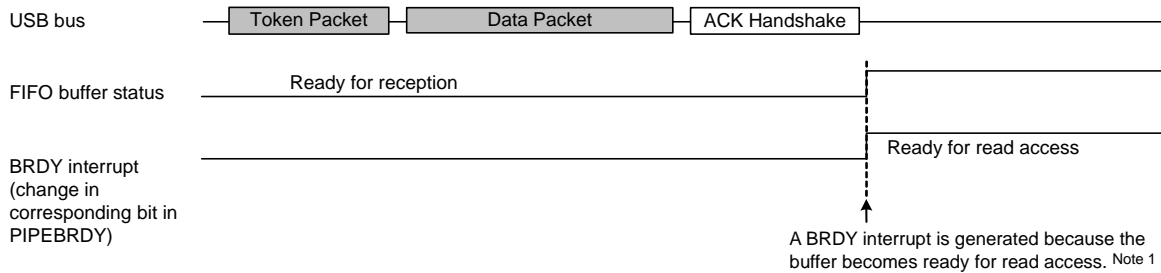 USB bus
Token Packet
Data Packet
ACK Handshake
FIFO buffer status
Ready for reception
BRDY interrupt
(change in
corresponding bit in
PIPEBRDY)
Ready for read access
A BRDY interrupt is generated because the
buffer becomes ready for read access. Note 1